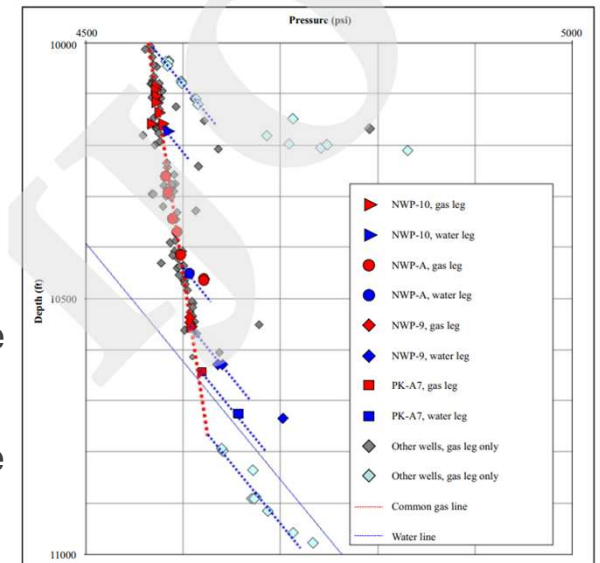 Pressure (psi)
4500
5000
10000
10500
11000
Depth (ft)
NWP-10, gas leg
NWP-10, water leg
NWP-A, gas leg
NWP-A, water leg
NWP-9, gas leg
NWP-9, water leg
PK-A7, gas leg
PK-A7, water leg
Other wells, gas leg only
Other wells, gas leg only
Common gas line
Water line